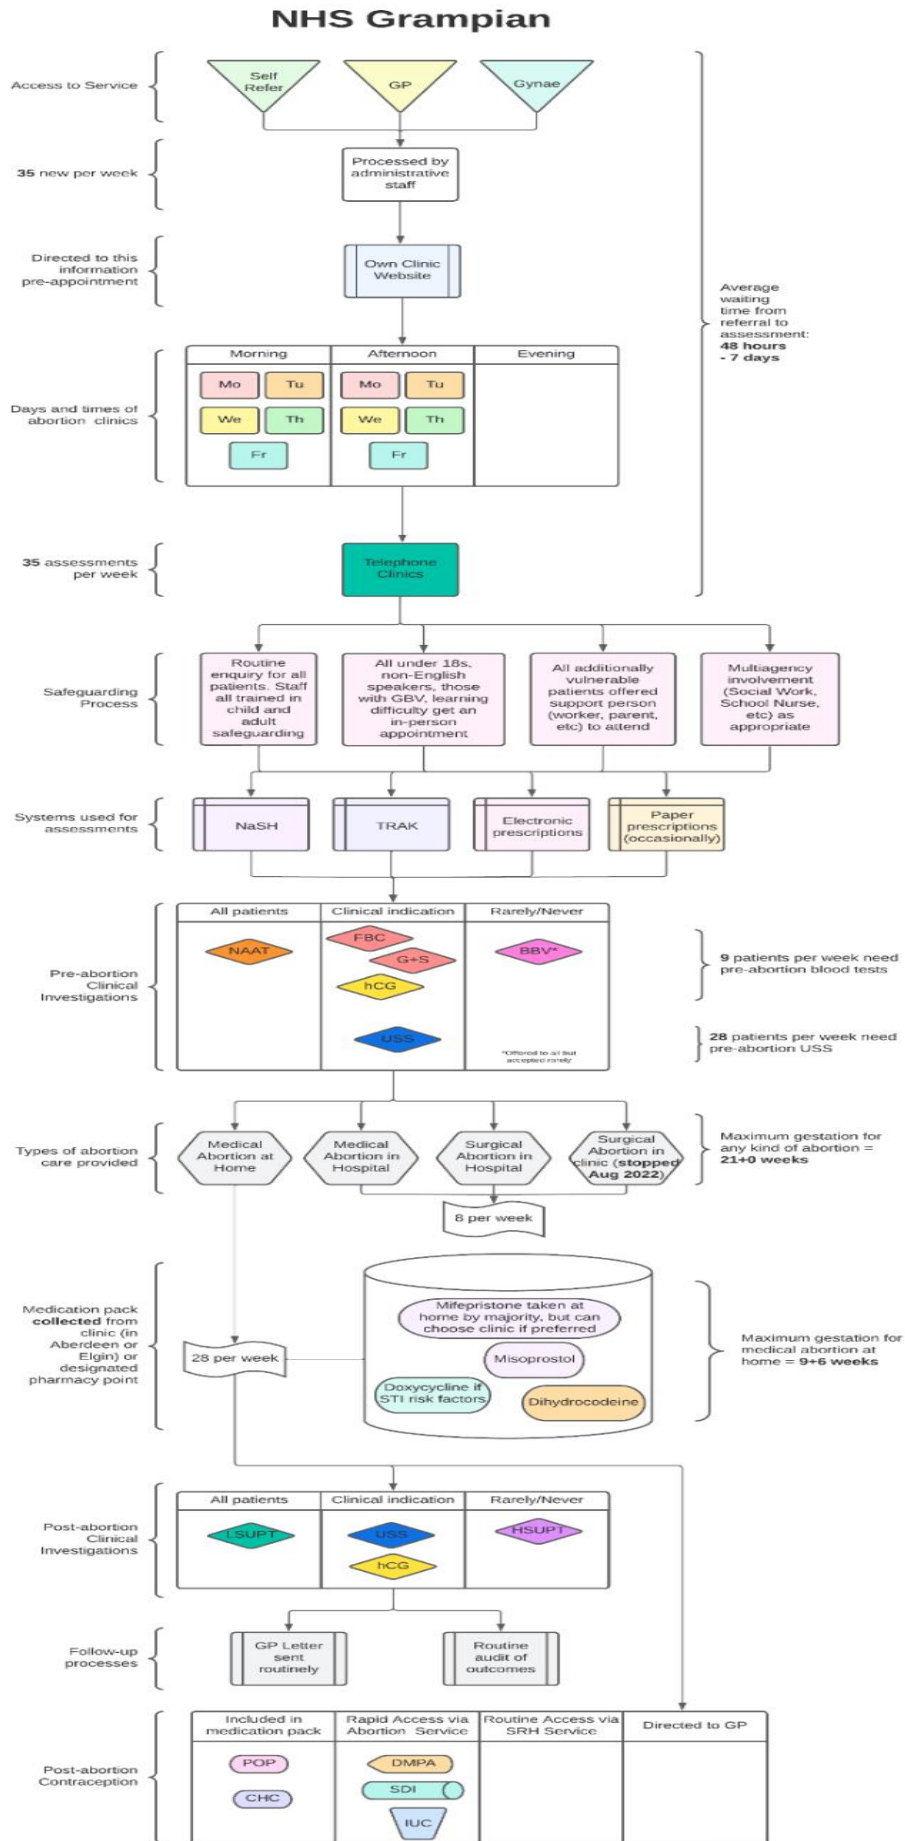 NHS Grampian
Access to Service
Self
Refer
GP
Gynae
35 new per week
Processed by
administrative
staff
Directed to this
information
pre-appointment
Own Clinic
Website
Average
waiting
time from
referral to
assessment:
48 hours
- 7 days
Days and times of
abortion clinics
Morning
Afternoon
Evening
Mo
Tu
Mo
Tu
We
Th
We
Th
Fr
Fr
35 assessments
per week
Telephone
Clinics
Safeguarding
Process
Routine
enquiry for all
patients. Staff
all trained in
child and
adult
safeguarding
All under 18s,
non-English
speakers, those
with GBV, learning
difficulty get an
in-person
appointment
All additionally
vulnerable
patients offered
support person
(worker, parent,
etc) to attend
Multiagency
involvement
(Social Work,
School Nurse,
etc) as
appropriate
Systems used for
assessments
NaSH
TRAK
Electronic
prescriptions
Paper
prescriptions
(occasionally)
Pre-abortion
Clinical
Investigations
All patients
Clinical indication
Rarely/Never
NAAT
FBC
G+S
hCG
USS
BBV*
*Offered to all but
accepted rarely
9 patients per week need
pre-abortion blood tests
28 patients per week need
pre-abortion USS
Types of abortion
care provided
Medical
Abortion at
Home
Medical
Abortion in
Hospital
Surgical
Abortion in
Hospital
Surgical
Abortion in
clinic (stopped
Aug 2022)
Maximum gestation for
any kind of abortion =
21+0 weeks
8 per week
Medication pack
collected from
clinic (in
Aberdeen or
Elgin) or
designated
pharmacy point
28 per week
Mifepristone taken at
home by majority, but can
choose clinic if preferred
Misoprostol
Doxycycline if
STI risk factors
Dihydrocodeine
Maximum gestation for
medical abortion at
home = 9+6 weeks
Post-abortion
Clinical
Investigations
All patients
Clinical indication
Rarely/Never
LSUPT
USS
hCG
HSUPT
Follow-up
processes
GP Letter
sent
routinely
Routine
audit of
outcomes
Post-abortion
Contraception
Included in
medication pack
Rapid Access via
Abortion Service
Routine Access via
SRH Service
Directed to GP
POP
CHC
DMPA
SDI
IUC